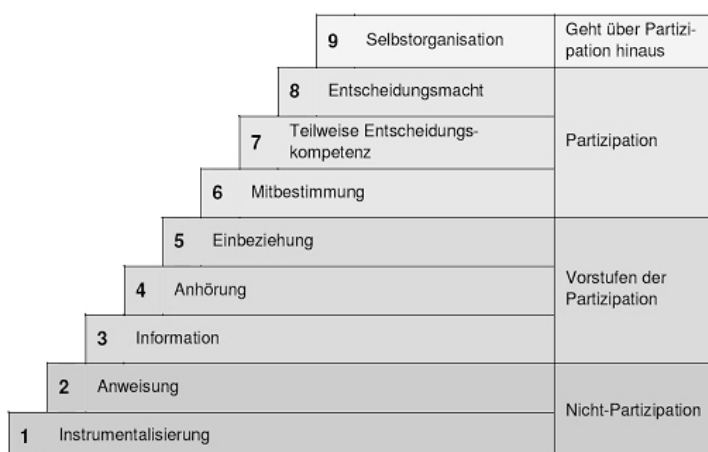 9 Selbstorganisation
Geht über Partizi-
pation hinaus
8 Entscheidungsmacht
7 Teilweise Entscheidungs-
kompetenz
Partizipation
6 Mitbestimmung
5 Einbeziehung
4 Anhörung
Vorstufen der
Partizipation
3 Information
2 Anweisung
Nicht-Partizipation
1 Instrumentalisierung